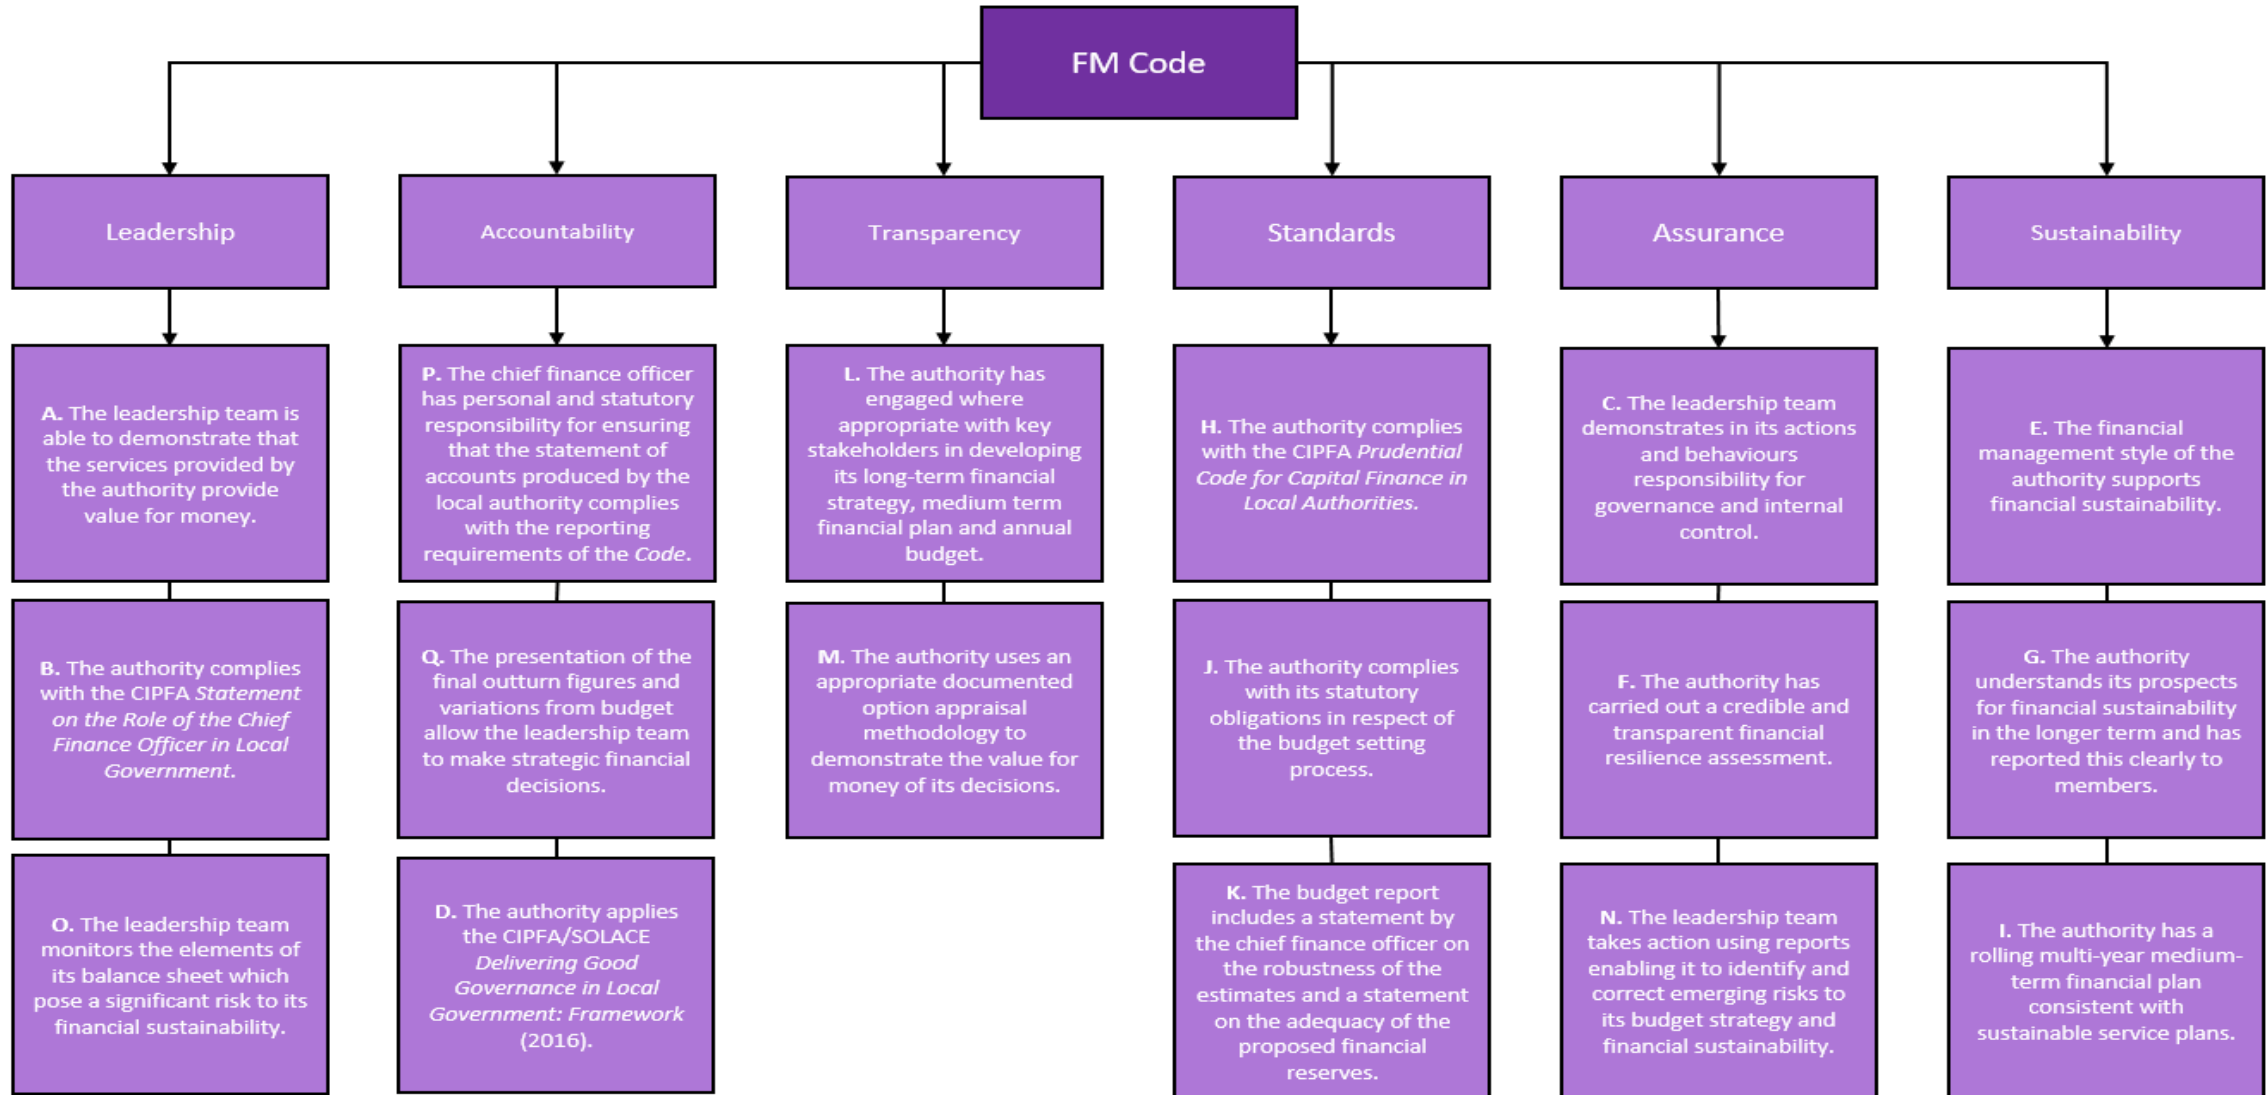 FM Code
Leadership
Accountability
Transparency
Standards
Assurance
Sustainability
A. The leadership team is
able to demonstrate that
the services provided by
the authority provide
value for money.
B. The authority complies
with the CIPFA Statement
on the Role of the Chief
Finance Officer in Local
Government.
O. The leadership team
monitors the elements of
its balance sheet which
pose a significant risk to its
financial sustainability.
P. The chief finance officer
has personal and statutory
responsibility for ensuring
that the statement of
accounts produced by the
local authority complies
with the reporting
requirements of the Code.
Q. The presentation of the
final outturn figures and
variations from budget
allow the leadership team
to make strategic financial
decisions.
D. The authority applies
the CIPFA/SOLACE
Delivering Good
Governance in Local
Government: Framework
(2016).
L. The authority has
engaged where
appropriate with key
stakeholders in developing
its long-term financial
strategy, medium term
financial plan and annual
budget.
M. The authority uses an
appropriate documented
option appraisal
methodology to
demonstrate the value for
money of its decisions.
H. The authority complies
with the CIPFA Prudential
Code for Capital Finance in
Local Authorities.
J. The authority complies
with its statutory
obligations in respect of
the budget setting
process.
K. The budget report
includes a statement by
the chief finance officer on
the robustness of the
estimates and a statement
on the adequacy of the
proposed financial
reserves.
C. The leadership team
demonstrates in its actions
and behaviours
responsibility for
governance and internal
control.
F. The authority has
carried out a credible and
transparent financial
resilience assessment.
N. The leadership team
takes action using reports
enabling it to identify and
correct emerging risks to
its budget strategy and
financial sustainability.
E. The financial
management style of the
authority supports
financial sustainability.
G. The authority
understands its prospects
for financial sustainability
in the longer term and has
reported this clearly to
members.
I. The authority has a
rolling multi-year medium-
term financial plan
consistent with
sustainable service plans.